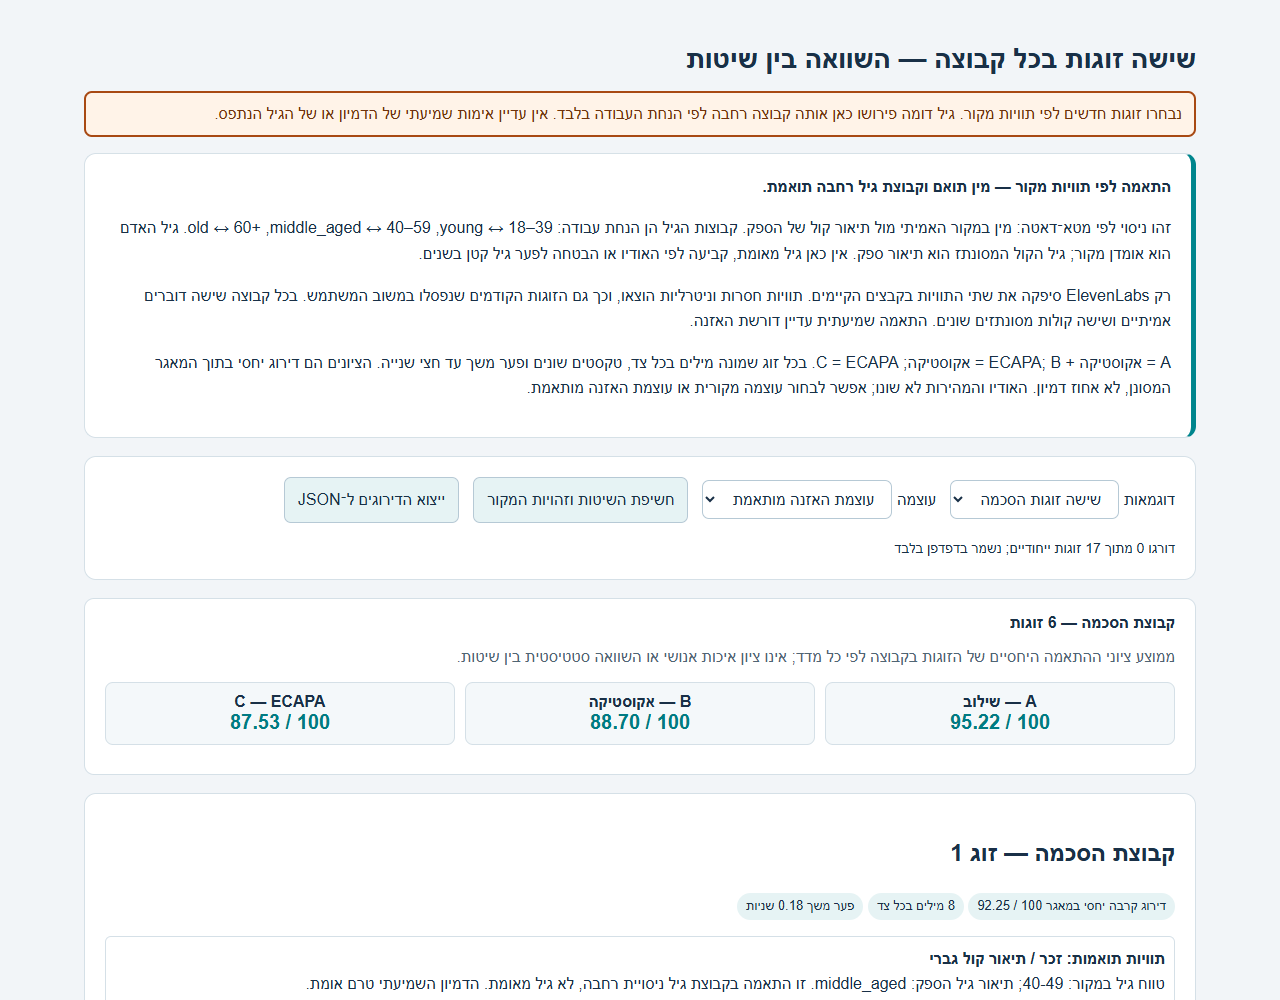 שישה זוגות בכל קבוצה — השוואה בין שיטות
נבחרו זוגות חדשים לפי תוויות מקור. גיל דומה פירושו כאן אותה קבוצה רחבה לפי הנחת העבודה בלבד. אין עדיין אימות שמיעתי של הדמיון או של הגיל הנתפס.
התאמה לפי תוויות מקור — מין תואם וקבוצת גיל רחבה תואמת.
זהו ניסוי לפי מטא־דאטה: מין במקור האמיתי מול תיאור קול של הספק. קבוצות הגיל הן הנחת עבודה: 18–39 ↔ young, 40–59 ↔ middle_aged, 60+ ↔ old. גיל האדם
הוא אומדן מקור; גיל הקול המסונתז הוא תיאור ספק. אין כאן גיל מאומת, קביעה לפי האודיו או הבטחה לפער גיל קטן בשנים.
רק ElevenLabs סיפקה את שתי התוויות בקבצים הקיימים. תוויות חסרות וניטרליות הוצאו, וכך גם הזוגות הקודמים שנפסלו במשוב המשתמש. בכל קבוצה שישה דוברים
אמיתיים ושישה קולות מסונתזים שונים. התאמה שמיעתית עדיין דורשת האזנה.
A = אקוסטיקה + ECAPA; B = אקוסטיקה; C = ECAPA. בכל זוג שמונה מילים בכל צד, טקסטים שונים ופער משך עד חצי שנייה. הציונים הם דירוג יחסי בתוך המאגר
המסונן, לא אחוז דמיון. האודיו והמהירות לא שונו; אפשר לבחור עוצמה מקורית או עוצמת האזנה מותאמת.
דוגמאות שישה זוגות הסכמה עוצמה עוצמת האזנה מותאמת חשיפת השיטות וזהויות המקור ייצוא הדירוגים ל־JSON
דורגו 0 מתוך 17 זוגות ייחודיים; נשמר בדפדפן בלבד
קבוצת הסכמה — 6 זוגות
ממוצע ציוני ההתאמה היחסיים של הזוגות בקבוצה לפי כל מדד; אינו ציון איכות אנושי או השוואה סטטיסטית בין שיטות.
A — שילוב
95.22 / 100
B — אקוסטיקה
88.70 / 100
C — ECAPA
87.53 / 100
קבוצת הסכמה — זוג 1
דירוג קרבה יחסי במאגר 92.25 / 100 8 מילים בכל צד פער משך 0.18 שניות
תוויות תואמות: זכר / תיאור קול גברי
טווח גיל במקור: 40-49; תיאור גיל הספק: middle_aged. זו התאמה בקבוצת גיל ניסויית רחבה, לא גיל מאומת. הדמיון השמיעתי טרם אומת.